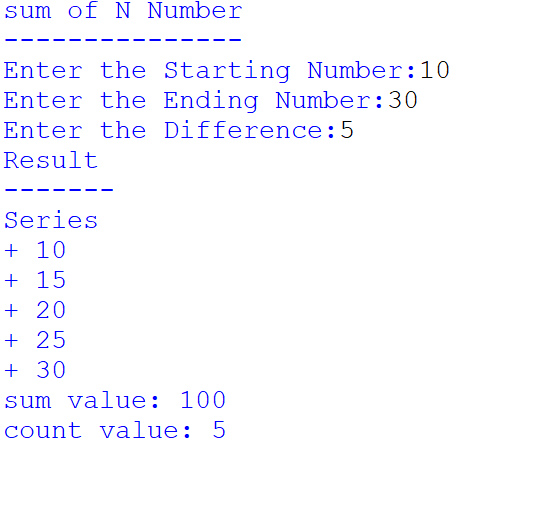 sum of N Number
---------------
Enter the Starting Number:10
Enter the Ending Number:30
Enter the Difference:5
Result
-------
Series
+ 10
+ 15
+ 20
+ 25
+ 30
sum value: 100
count value: 5